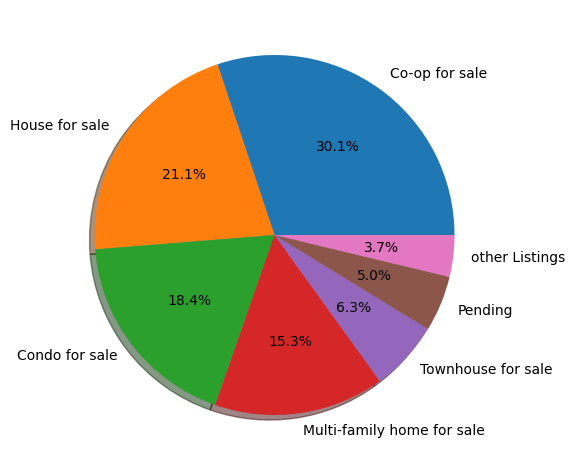 Co-op for sale
30.1%
House for sale
21.1%
Condo for sale
18.4%
Multi-family home for sale
15.3%
Townhouse for sale
6.3%
Pending
5.0%
other Listings
3.7%